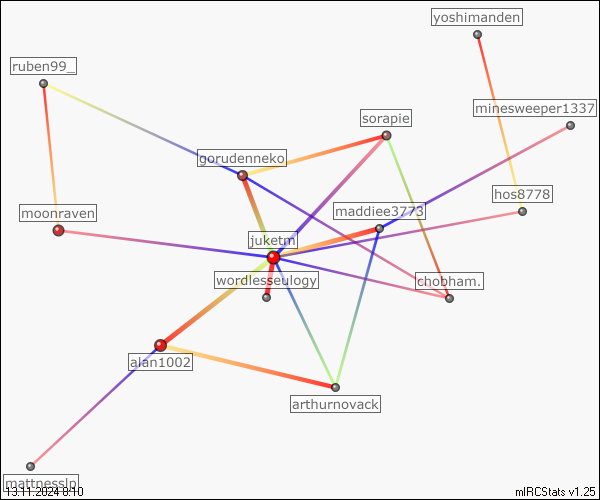 yoshimanden
ruben99_
minesweeper1337
sorapie
gorudenneko
hos8778
maddiee3773
moonraven
juketm
wordlesseulogy
chobham.
alan1002
arthurnovack
mattnesslp
13.11.2024 8:10
mIRCStats v1.25